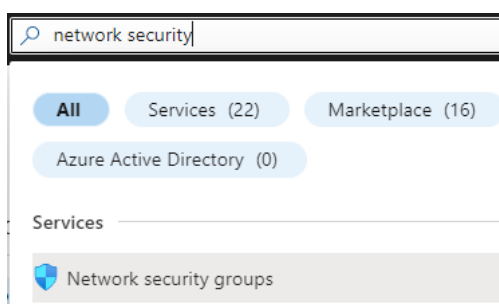 network security
All Services (22) Marketplace (16)
Azure Active Directory (0)
Services
Network security groups